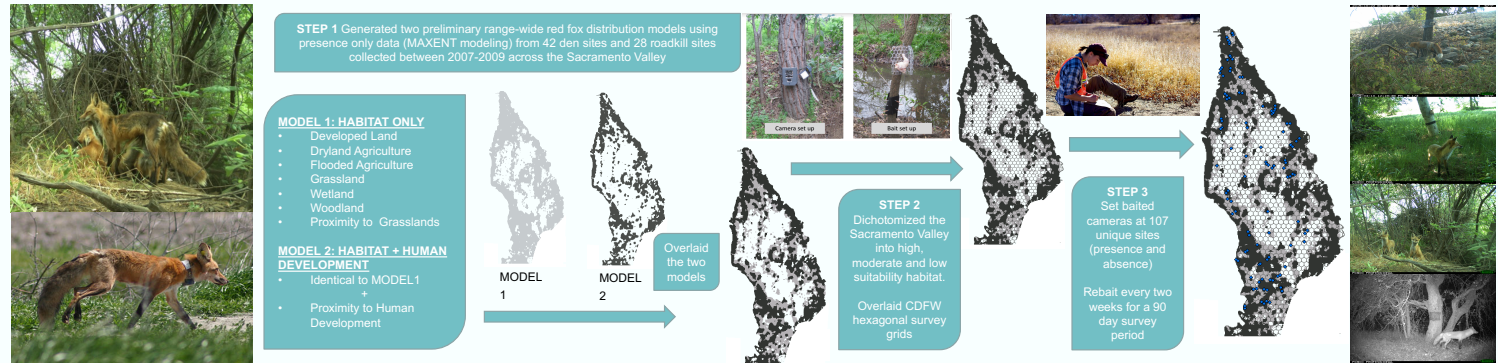 STEP 1 Generated two preliminary range-wide red fox distribution models using
presence only data (MAXENT modeling) from 42 den sites and 28 roadkill sites
collected between 2007-2009 across the Sacramento Valley
MODEL 1: HABITAT ONLY
• Developed Land
• Dryland Agriculture
• Flooded Agriculture
• Grassland
• Wetland
• Woodland
• Proximity to Grasslands
MODEL 2: HABITAT + HUMAN
DEVELOPMENT
• Identical to MODEL1
+
• Proximity to Human
Development
MODEL
1
MODEL
2
Overlaid
the two
models
Camera set up
Bait set up
STEP 2
Dichotomized the
Sacramento Valley
into high,
moderate and low
suitability habitat.
Overlaid CDFW
hexagonal survey
grids
STEP 3
Set baited
cameras at 107
unique sites
(presence and
absence)
Rebait every two
weeks for a 90
day survey
period